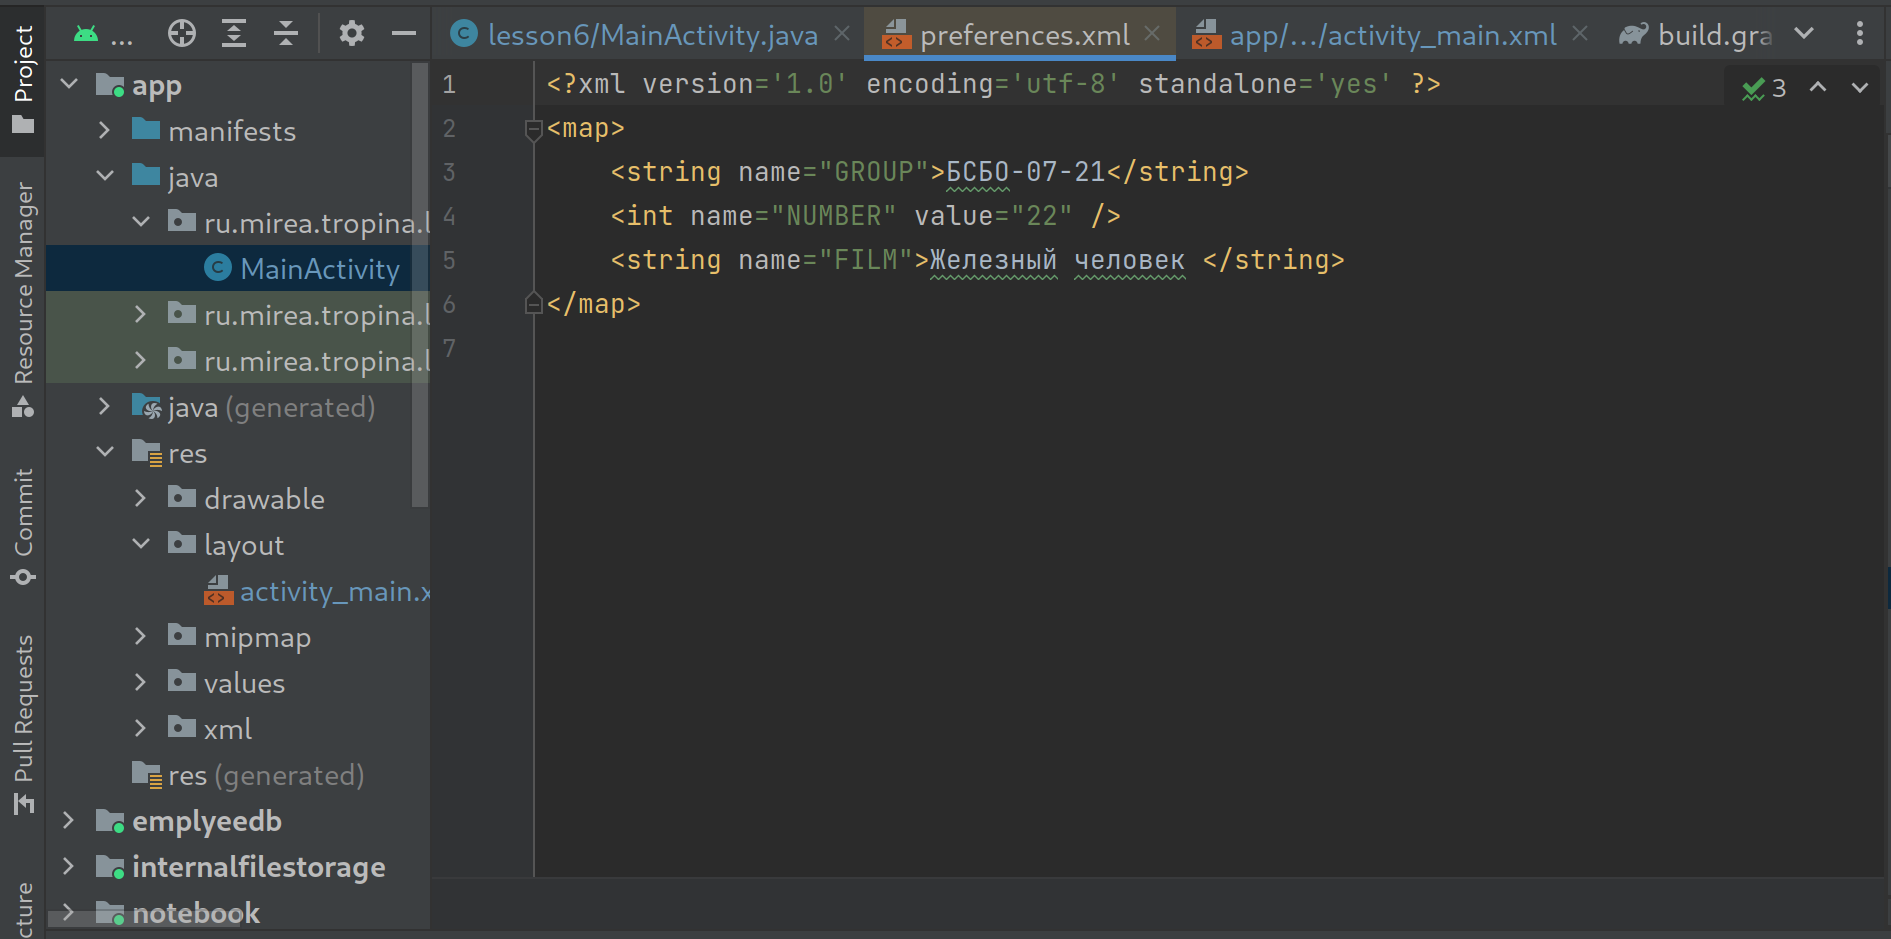 ...
lesson6/MainActivity.java
preferences.xml
app/.../activity_main.xml
build.gra
Project
Resource Manager
Commit
Pull Requests
cture
app
manifests
java
ru.mirea.tropina.l
MainActivity
ru.mirea.tropina.l
ru.mirea.tropina.l
java (generated)
res
drawable
layout
activity_main.x
mipmap
values
xml
res (generated)
emplyeedb
internalfilestorage
notebook
1 <?xml version='1.0' encoding='utf-8' standalone='yes' ?>
2 <map>
3 <string name="GROUP">БСБО-07-21</string>
4 <int name="NUMBER" value="22" />
5 <string name="FILM">Железный человек </string>
6 </map>
7
3